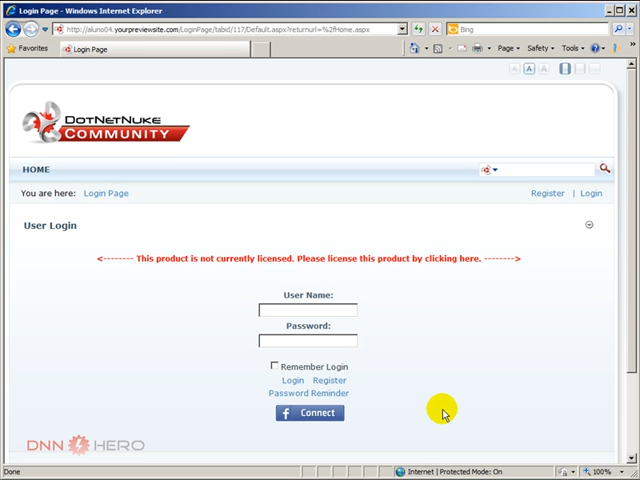 Login Page - Windows Internet Explorer
http://aluno04.yourpreviewsite.com/LoginPage/tabid/117/Default.aspx?returnurl=%2fHome.aspx
Bing
Favorites
Login Page
Page
Safety
Tools
A A A
DOTNETNUKE
COMMUNITY
HOME
You are here: Login Page
Register | Login
User Login
<-------- This product is not currently licensed. Please license this product by clicking here. -------->
User Name:
Password:
Remember Login
Login Register
Password Reminder
f Connect
DNN HERO
Done
Internet | Protected Mode: On
100%